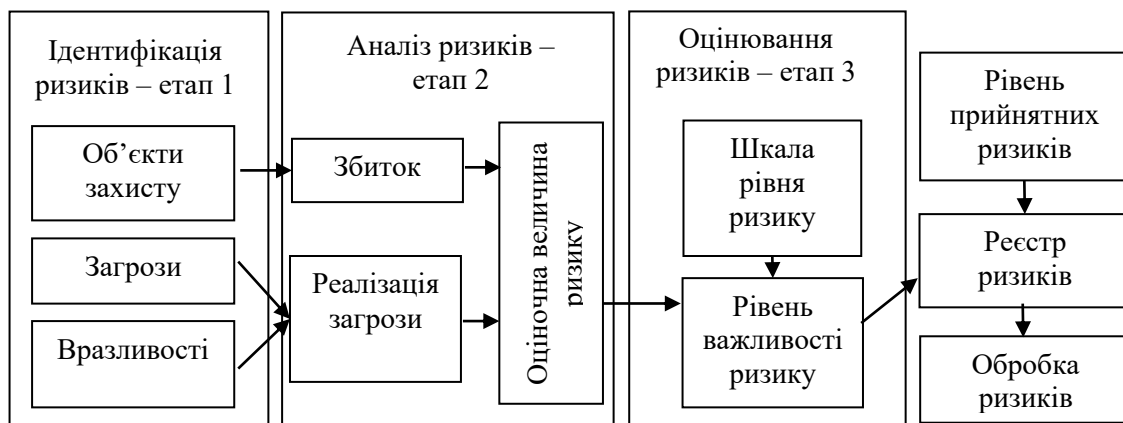 Ідентифікація
ризиків – етап 1
Об’єкти
захисту
Загрози
Вразливості
Аналіз ризиків –
етап 2
Збиток
Реалізація
загрози
Оціночна величина
ризику
Оцінювання
ризиків – етап 3
Шкала
рівня
ризику
Рівень
важливості
ризику
Рівень
прийнятних
ризиків
Реєстр
ризиків
Обробка
ризиків